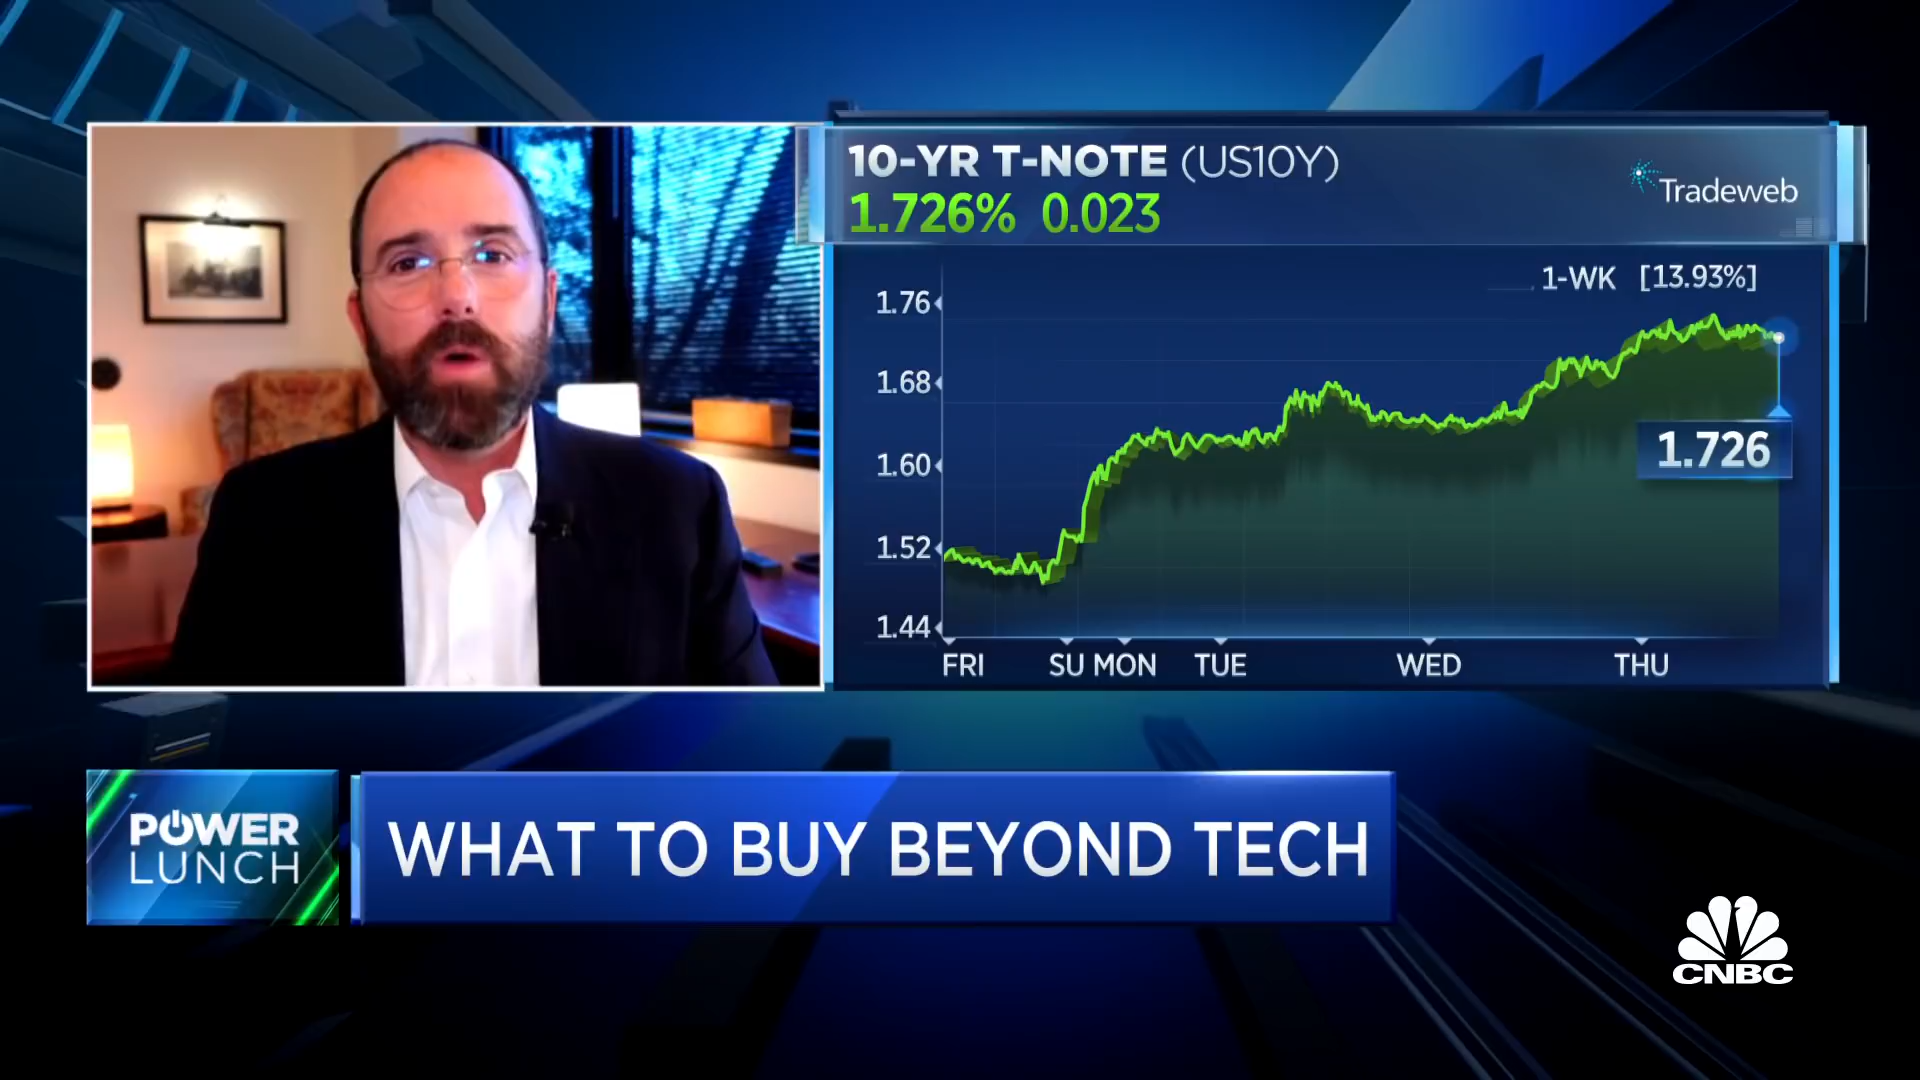 10-YR T-NOTE (US10Y)
1.726% 0.023
Tradeweb
1-WK [13.93%]
1.76
1.68
1.60
1.52
1.44
1.726
FRI SU MON TUE WED THU
POWER
LUNCH
WHAT TO BUY BEYOND TECH
CNBC